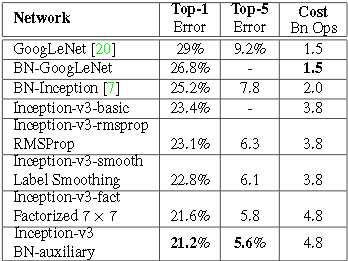 Network Top-1 Error Top-5 Error Cost Bn Ops
GoogLeNet [20] 29% 9.2% 1.5
BN-GoogLeNet 26.8% - 1.5
BN-Inception [7] 25.2% 7.8 2.0
Inception-v3-basic 23.4% - 3.8
Inception-v3-rmsprop
RMSProp 23.1% 6.3 3.8
Inception-v3-smooth
Label Smoothing 22.8% 6.1 3.8
Inception-v3-fact
Factorized 7 × 7 21.6% 5.8 4.8
Inception-v3
BN-auxiliary 21.2% 5.6% 4.8